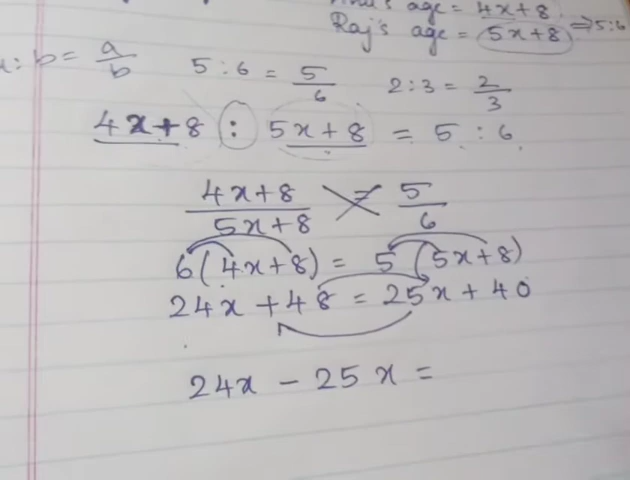 age = 4x+8
Raj's age = 5x+8 ⇒ 5:6
: b = a/b 5:6 = 5/6 2:3 = 2/3
4x+8 : 5x+8 = 5:6
4x+8/5x+8 = 5/6
6(4x+8) = 5(5x+8)
24x + 48 = 25x + 40
24x - 25x =